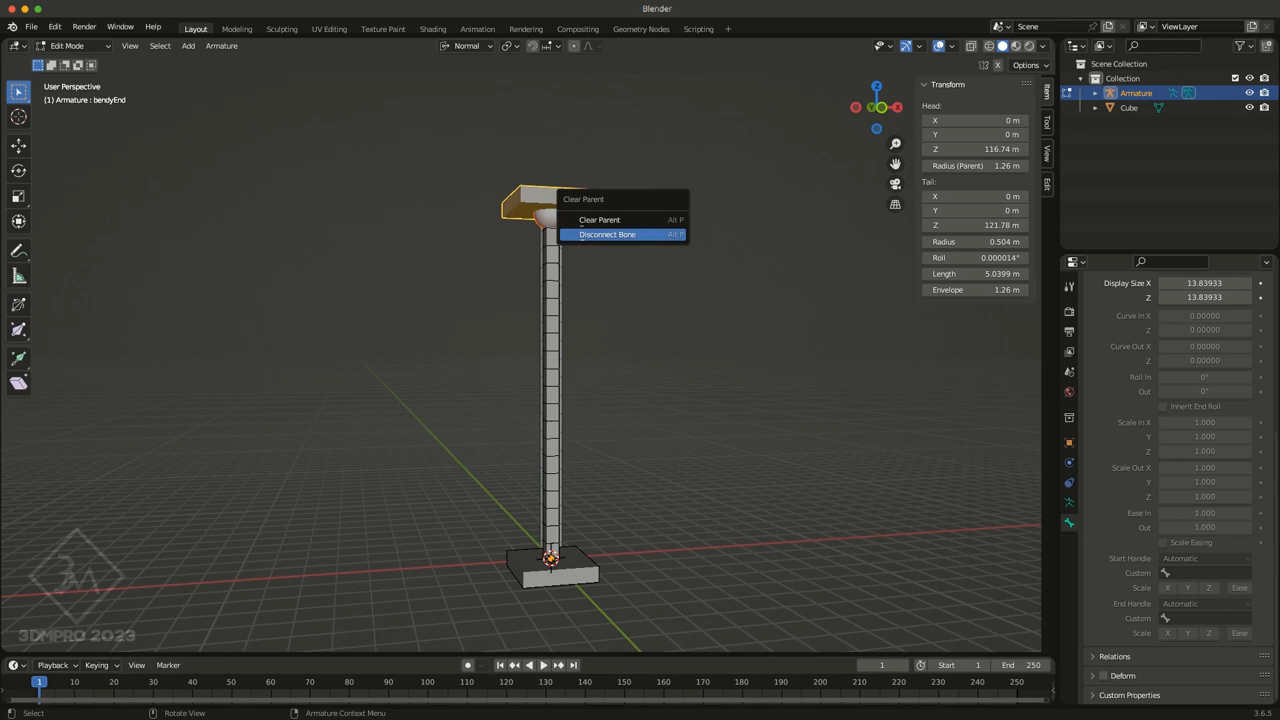 Blender
File Edit Render Window Help
Layout Modeling Sculpting UV Editing Texture Paint Shading Animation Rendering Compositing Geometry Nodes Scripting +
Scene
ViewLayer
Edit Mode View Select Add Armature
Normal
X Options
User Perspective
(1) Armature : bendyEnd
Z
Y
X
Item
Tool
View
Edit
Transform
Head:
X 0 m
Y 0 m
Z 116.74 m
Radius (Parent) 1.26 m
Tail:
X 0 m
Y 0 m
Z 121.78 m
Radius 0.504 m
Roll 0.000014°
Length 5.0399 m
Envelope 1.26 m
Clear Parent
Clear Parent Alt P
Disconnect Bone Alt P
Scene Collection
Collection
Armature
Cube
Display Size X 13.83933
Z 13.83933
Curve In X 0.00000
Z 0.00000
Curve Out X 0.00000
Z 0.00000
Roll In 0°
Out 0°
Inherit End Roll
Scale In X 1.000
Y 1.000
Z 1.000
Scale Out X 1.000
Y 1.000
Z 1.000
Ease In 1.000
Out 1.000
Scale Easing
Start Handle Automatic
Custom
Scale X Y Z Ease
End Handle Automatic
Custom
Scale X Y Z Ease
Relations
Deform
Custom Properties
3M
3DMPRO 2023
Playback Keying View Marker
1 Start 1 End 250
1 10 20 30 40 50 60 70 80 90 100 110 120 130 140 150 160 170 180 190 200 210 220 230 240 250
Select Rotate View Armature Context Menu
3.6.5